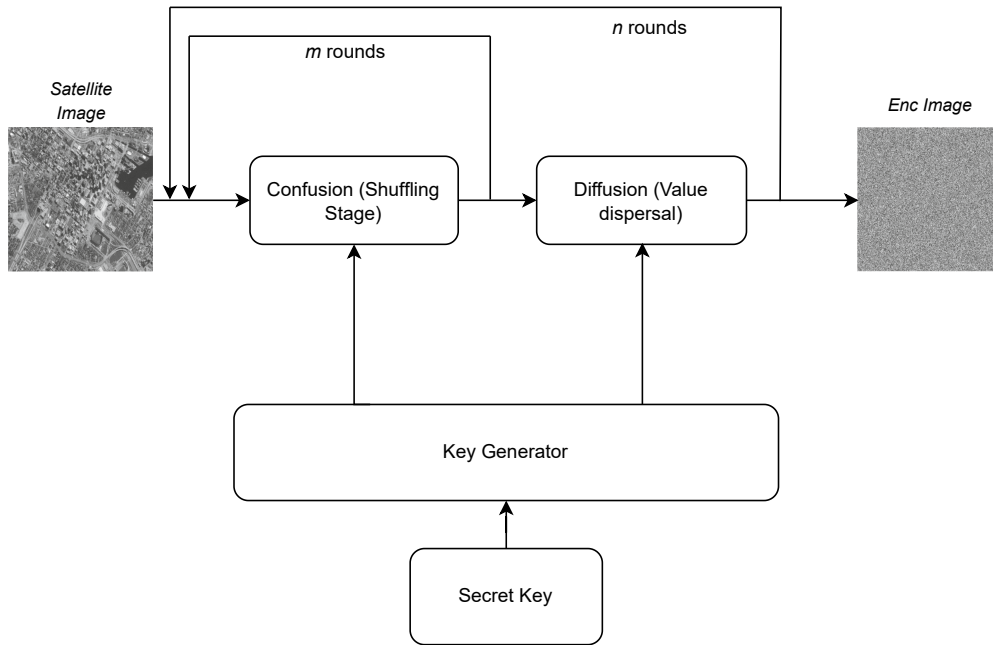 n rounds
m rounds
Satellite
Image
Enc Image
Confusion (Shuffling
Stage)
Diffusion (Value
dispersal)
Key Generator
Secret Key